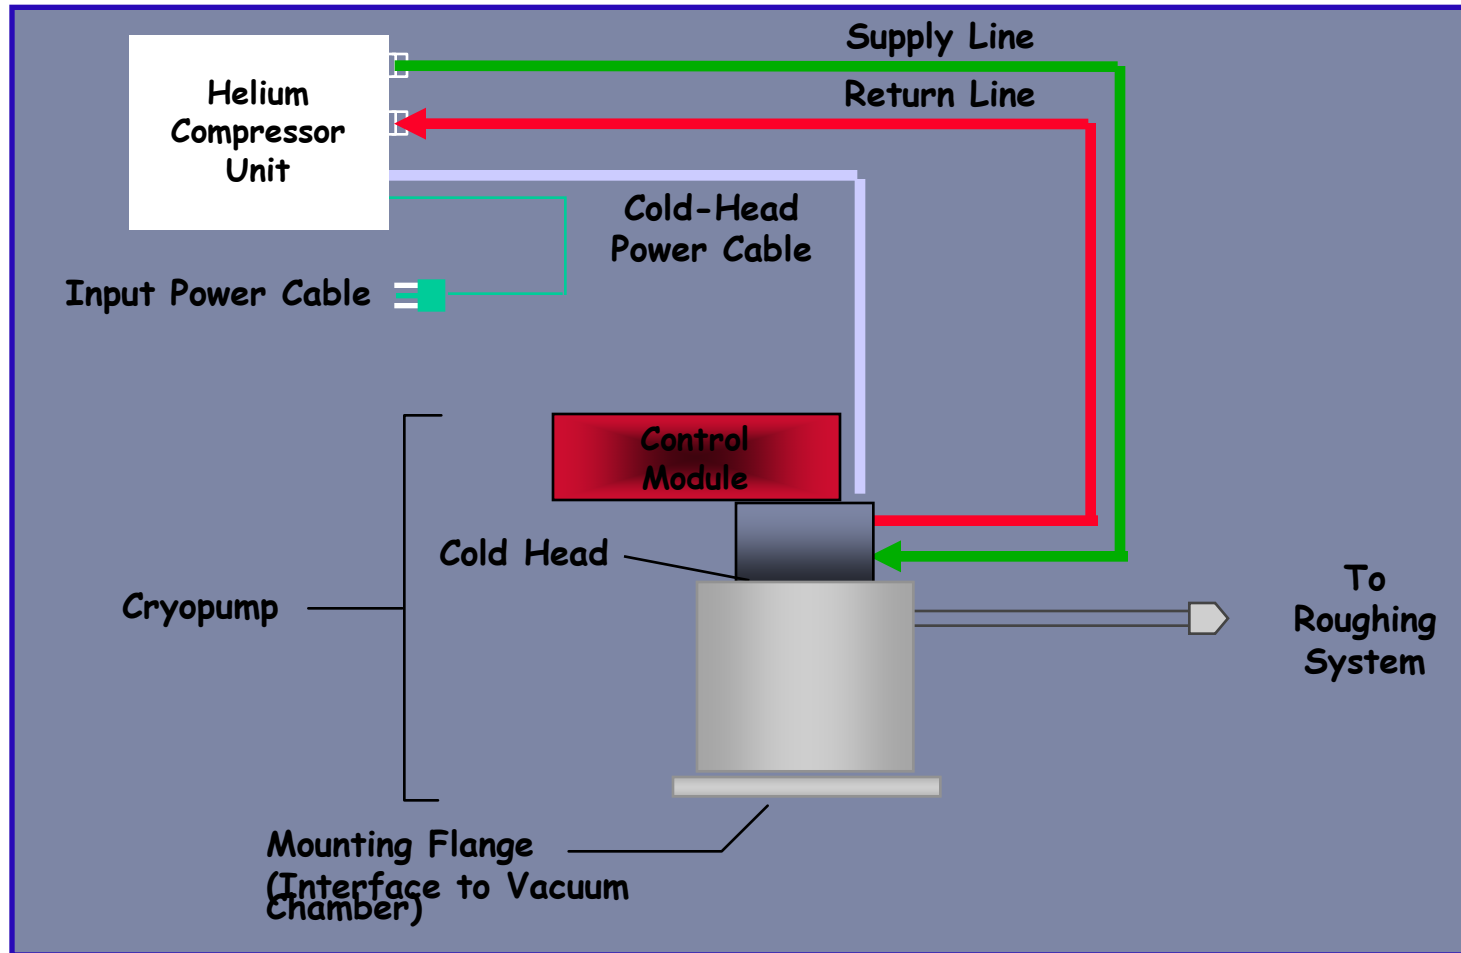 Supply Line
Helium
Compressor
Unit
Return Line
Cold-Head
Power Cable
Input Power Cable
Control
Module
Cold Head
Cryopump
To
Roughing
System
Mounting Flange
(Interface to Vacuum
Chamber)